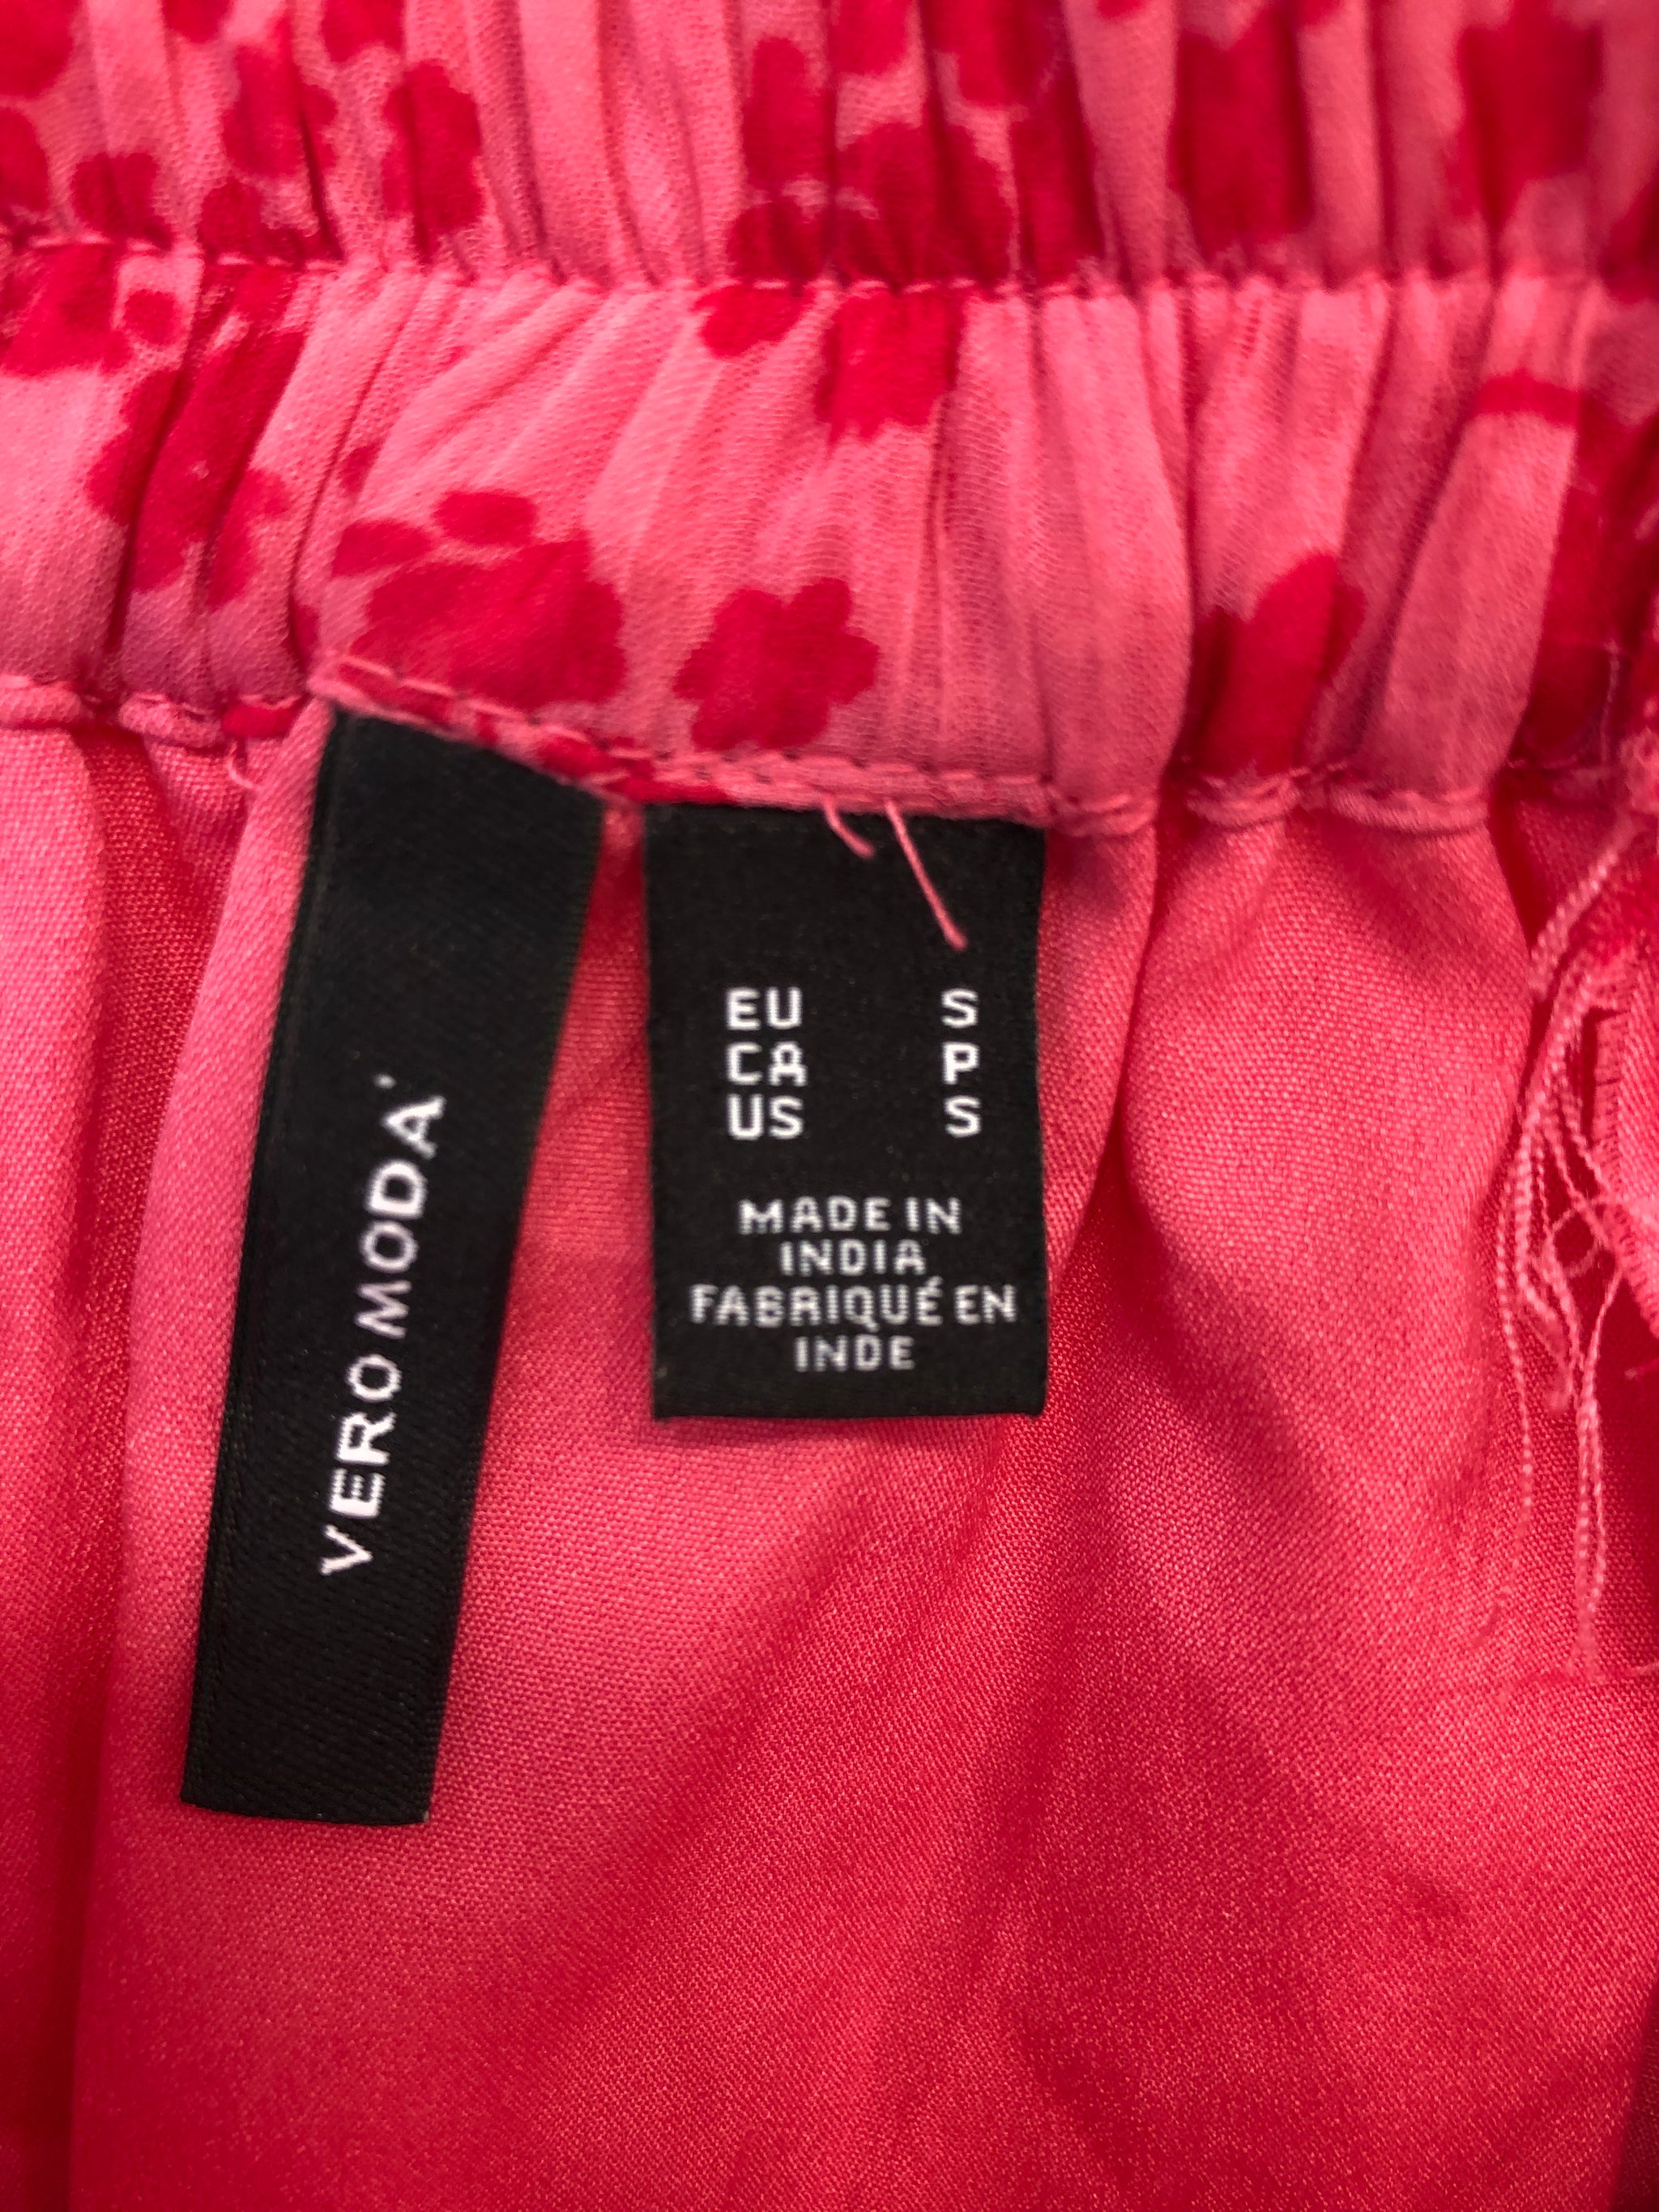 VERO MODA
EU S
CA P
US S
MADE IN
INDIA
FABRIQUÉ EN
INDE